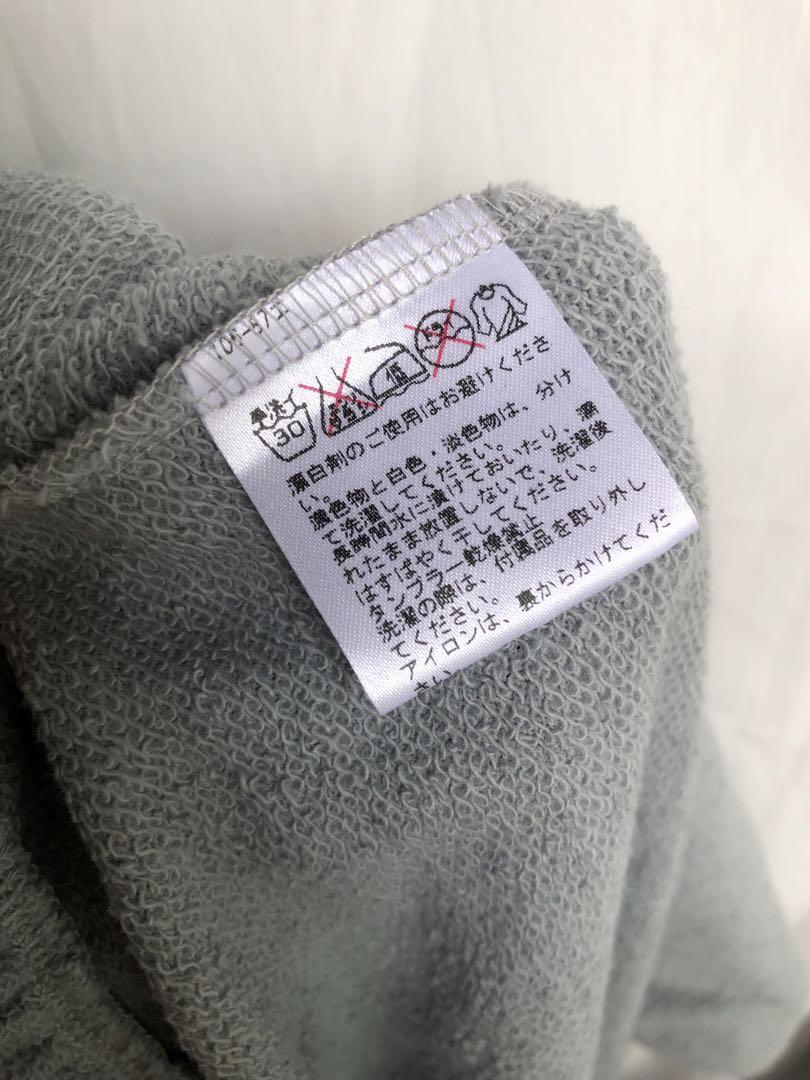 30
漂白剤のご使用はお避けくださ
い。
濃色物と白色・淡色物は、分け
て洗濯してください。
長時間水に漬けておいたり、濡
れたまま放置しないで、洗濯後
はすばやく干してください。
タンブラー乾燥禁止
洗濯の際は、付属品を取り外し
てください。
アイロンは、裏からかけてくだ
さい